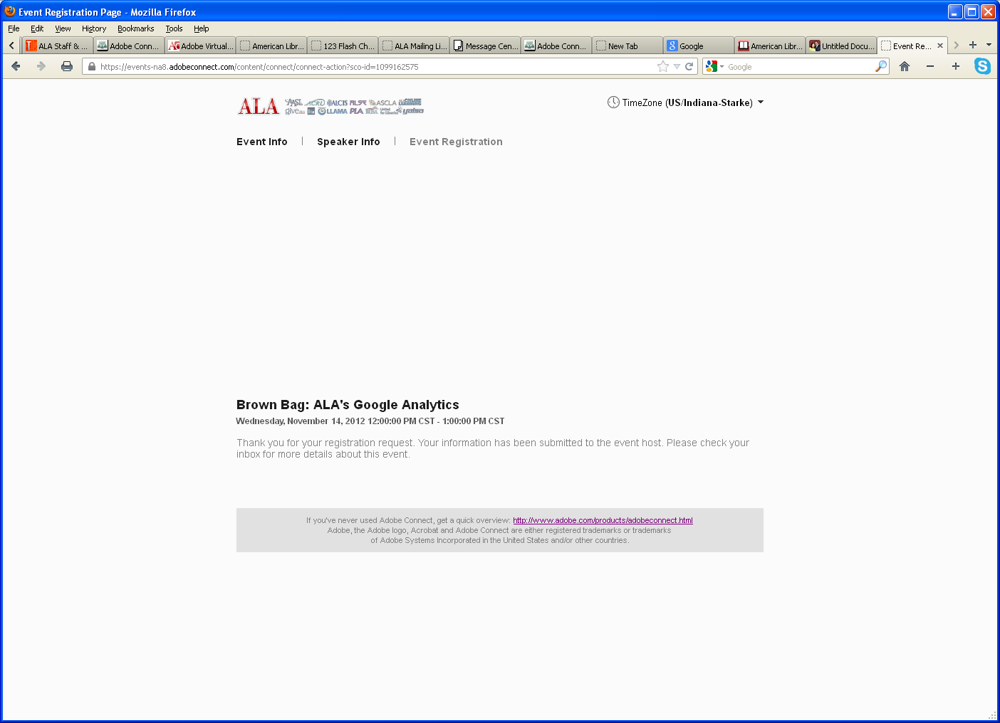 Event Registration Page - Mozilla Firefox
File Edit View History Bookmarks Tools Help
ALA Staff & ... Adobe Conn... Adobe Virtual... American Libr... 123 Flash Ch... ALA Mailing Li... Message Cen... Adobe Conn... New Tab Google American Libr... Untitled Docu... Event Re...
https://events-na8.adobeconnect.com/content/connect/connect-action?sco-id=1099162575 Google
ALA AASL ACRL ALCTS ASCLA
give LLAMA PLA yalsa
TimeZone (US/Indiana-Starke)
Event Info | Speaker Info | Event Registration
Brown Bag: ALA's Google Analytics
Wednesday, November 14, 2012 12:00:00 PM CST - 1:00:00 PM CST
Thank you for your registration request. Your information has been submitted to the event host. Please check your
inbox for more details about this event.
If you've never used Adobe Connect, get a quick overview: http://www.adobe.com/products/adobeconnect.html
Adobe, the Adobe logo, Acrobat and Adobe Connect are either registered trademarks or trademarks
of Adobe Systems Incorporated in the United States and/or other countries.